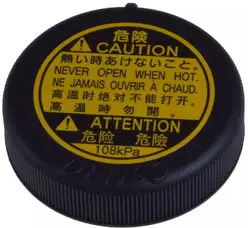 危険
⚠ CAUTION
熱い時あけないこと。
NEVER OPEN WHEN HOT.
NE JAMAIS OUVRIR À CHAUD.
高温时绝对不能打开。
高溫時勿開。
⚠ ATTENTION
危险 危險
108kPa